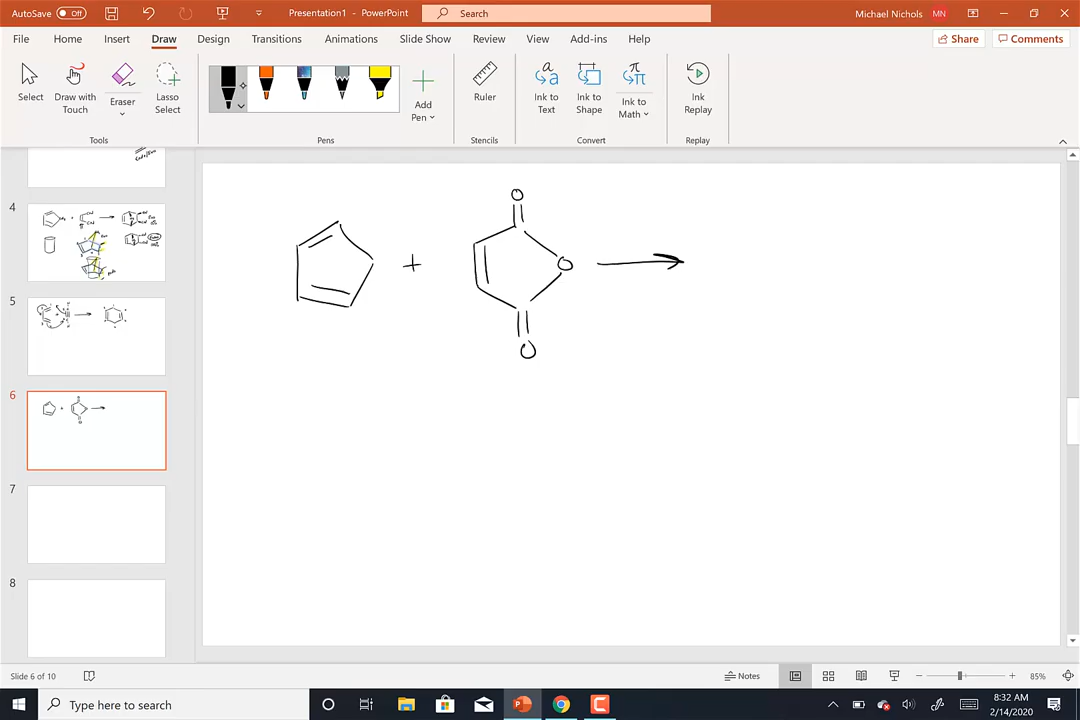 AutoSave Off Presentation1 - PowerPoint Search Michael Nichols MN
File Home Insert Draw Design Transitions Animations Slide Show Review View Add-ins Help Share Comments
Select Draw with Touch Eraser Lasso Select Add Pen Ruler Ink to Text Ink to Shape Ink to Math Ink Replay
Tools Pens Stencils Convert Replay
4
5
6
7
8
O
+ O
O
Slide 6 of 10 Notes 85%
Type here to search 8:32 AM
2/14/2020